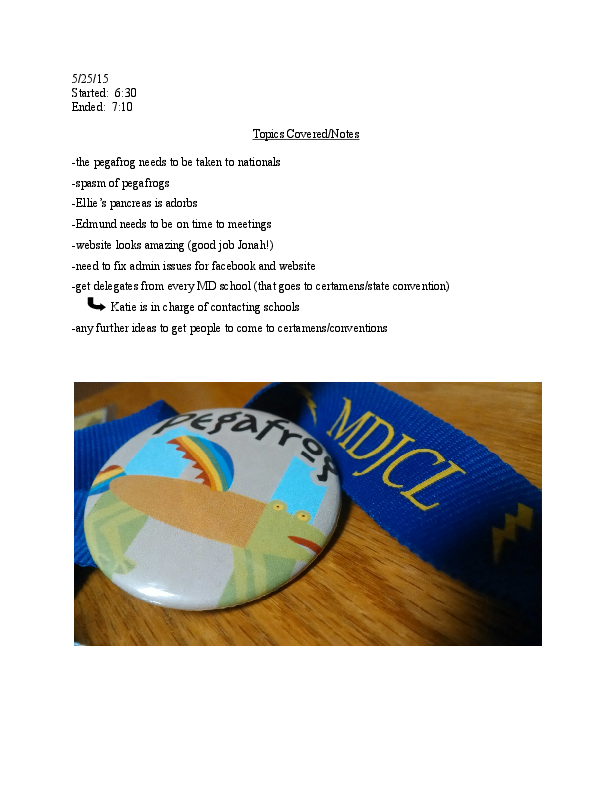 5/25/15
Started:  6:30
Ended:  7:10
Topics Covered/Notes
-the pegafrog needs to be taken to nationals
-spasm of pegafrogs
-Ellie's pancreas is adorbs
-Edmund needs to be on time to meetings
-website looks amazing (good job Jonah!)
-need to fix admin issues for facebook and website
-get delegates from every MD school (that goes to certamens/state convention)
Katie is in charge of contacting schools
-any further ideas to get people to come to certamens/conventions
pegafrog
MDJCL